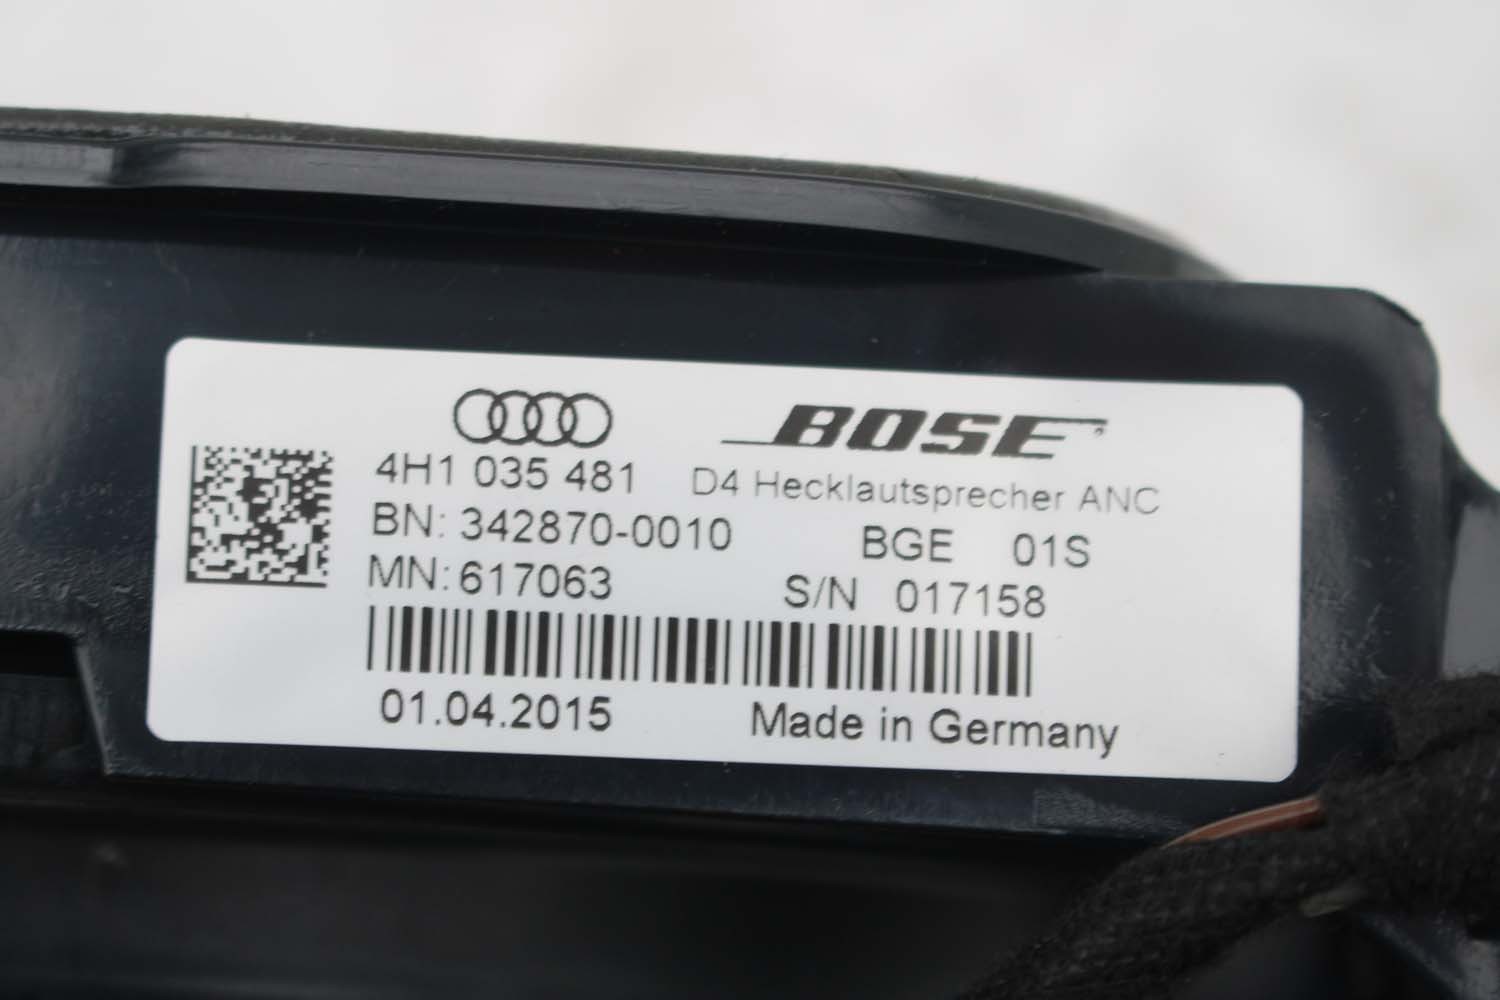 BOSE
4H1 035 481 D4 Hecklautsprecher ANC
BN: 342870-0010 BGE 01S
MN: 617063 S/N 017158
01.04.2015 Made in Germany